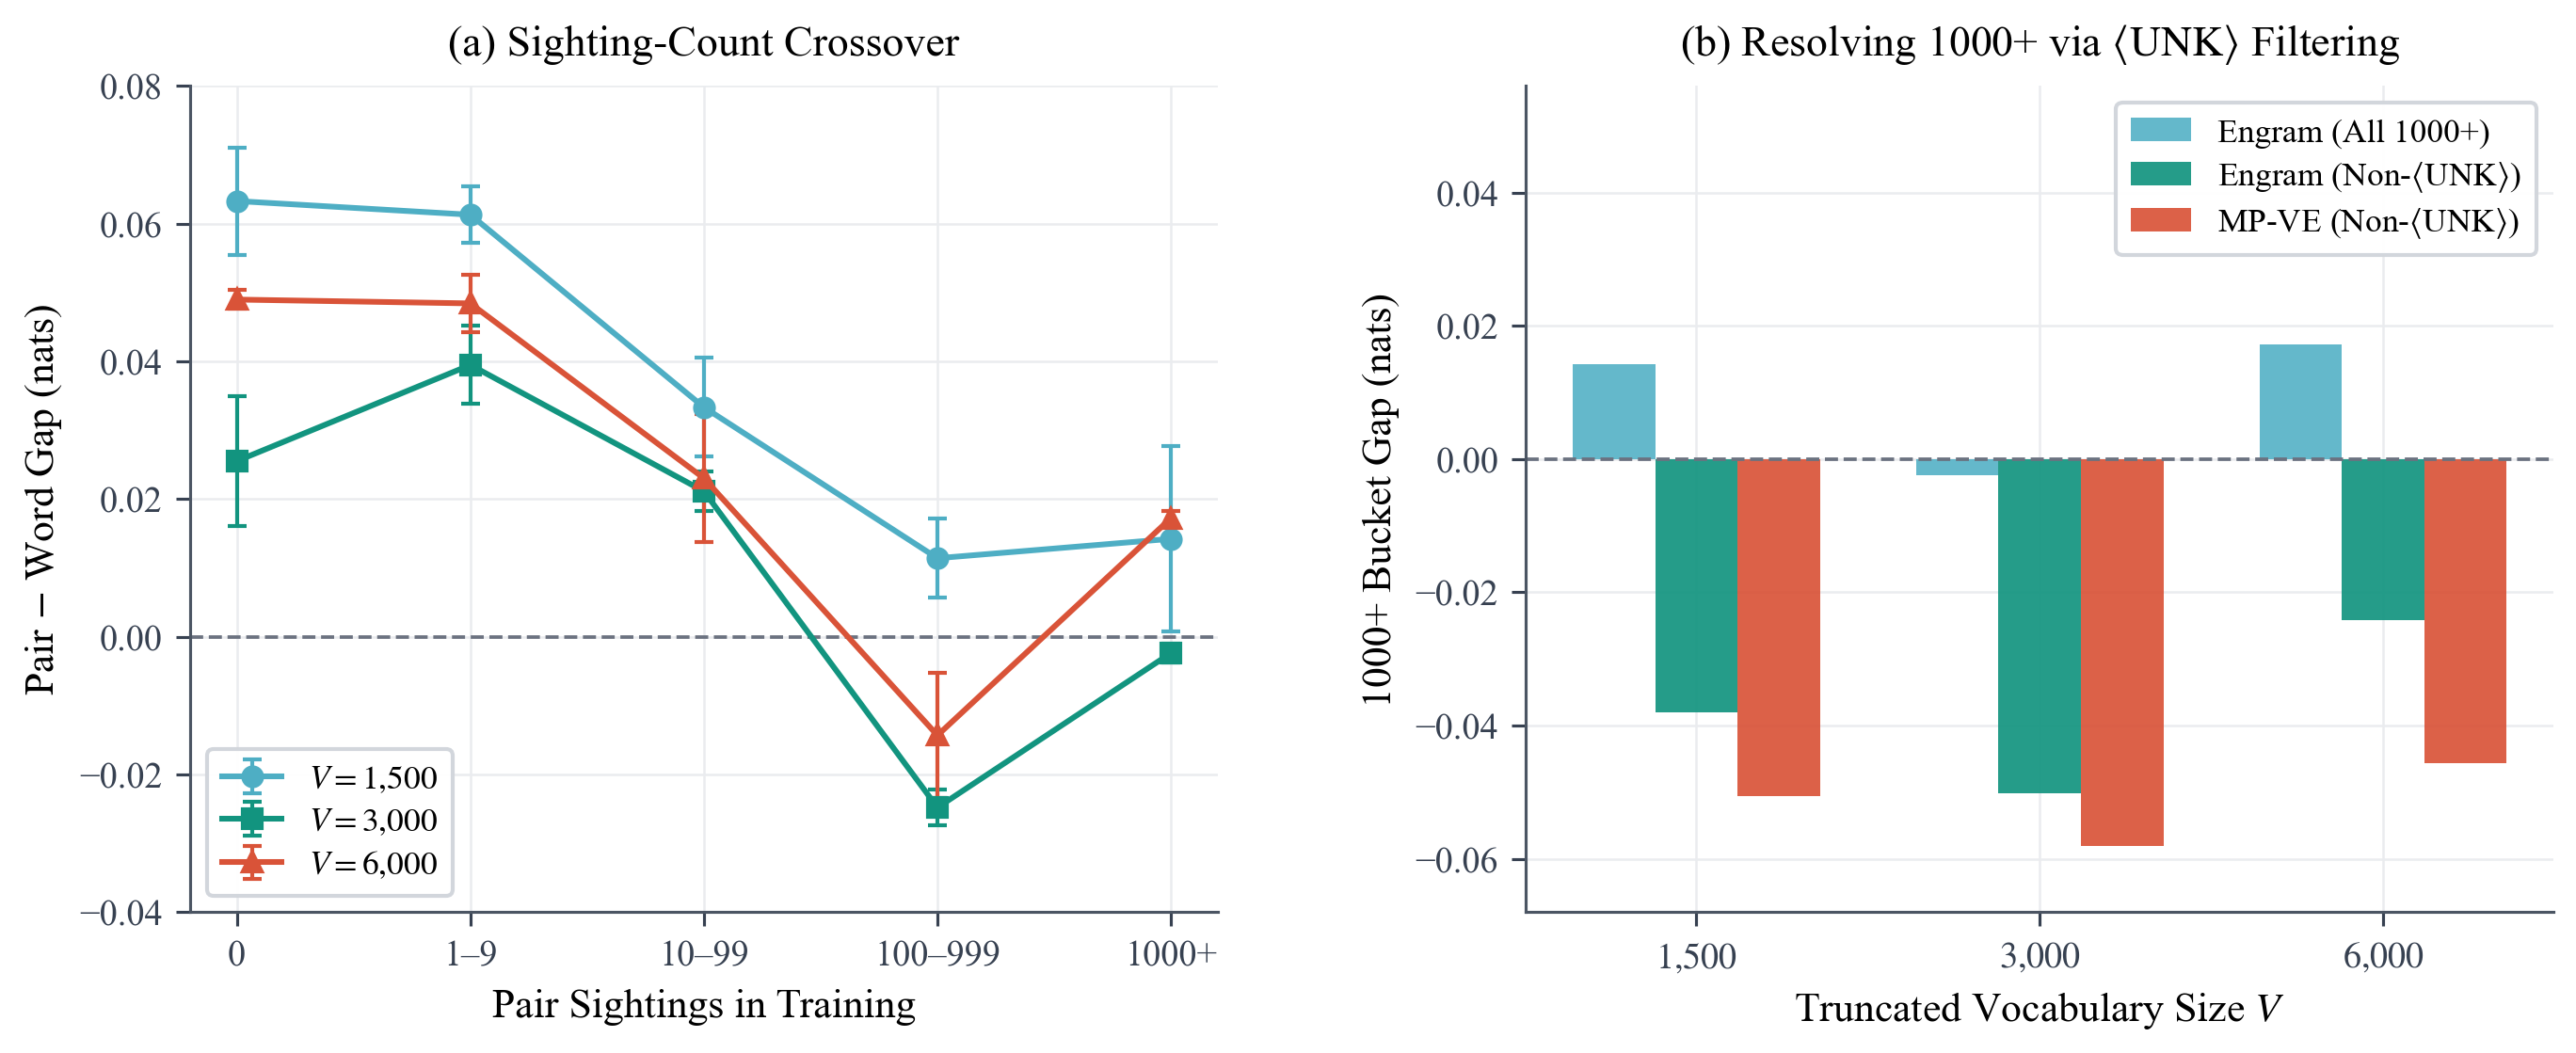 (a) Sighting-Count Crossover
Pair − Word Gap (nats)
0.08
0.06
0.04
0.02
0.00
−0.02
−0.04
V = 1,500
V = 3,000
V = 6,000
0
1–9
10–99
100–999
1000+
Pair Sightings in Training
(b) Resolving 1000+ via ⟨UNK⟩ Filtering
1000+ Bucket Gap (nats)
0.04
0.02
0.00
−0.02
−0.04
−0.06
Engram (All 1000+)
Engram (Non-⟨UNK⟩)
MP-VE (Non-⟨UNK⟩)
1,500
3,000
6,000
Truncated Vocabulary Size V